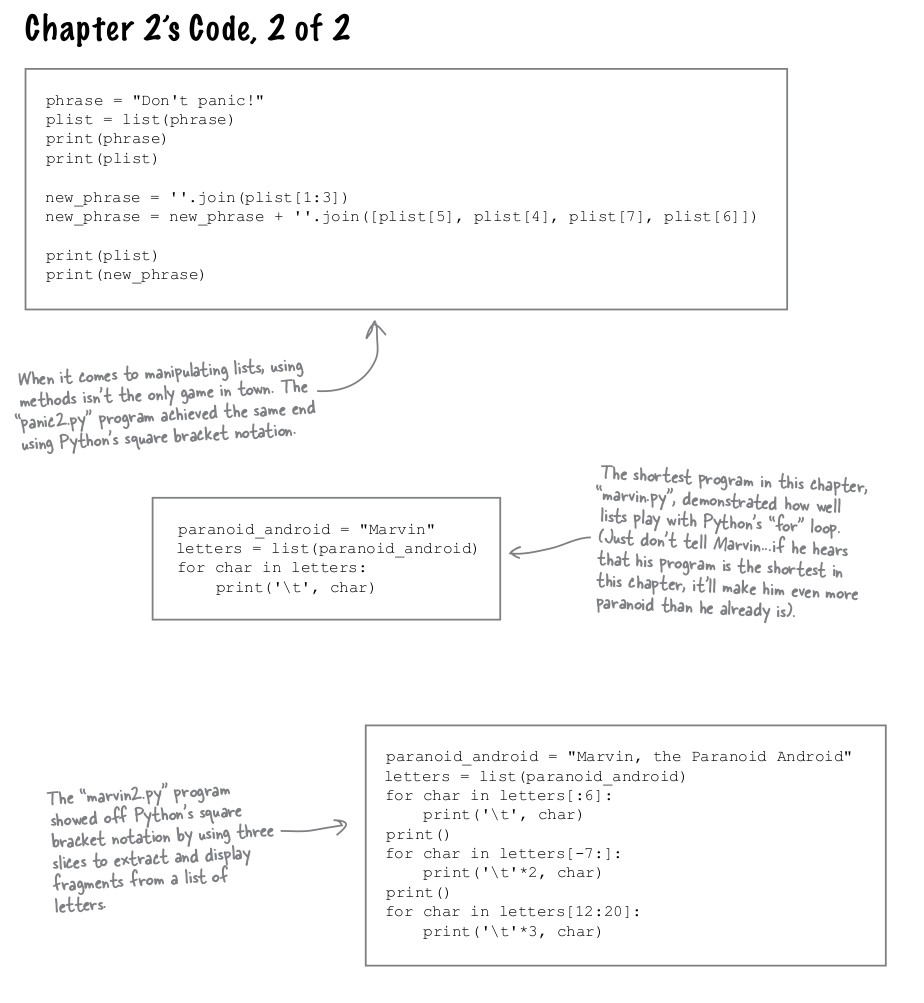 Chapter 2's Code, 2 of 2
phrase = "Don't panic!"
plist = list(phrase)
print(phrase)
print(plist)
new_phrase = ''.join(plist[1:3])
new_phrase = new_phrase + ''.join([plist[5], plist[4], plist[7], plist[6]])
print(plist)
print(new_phrase)
When it comes to manipulating lists, using
methods isn't the only game in town. The
"panic2.py" program achieved the same end
using Python's square bracket notation.
The shortest program in this chapter,
"marvin.py", demonstrated how well
lists play with Python's "for" loop.
(Just don't tell Marvin...if he hears
that his program is the shortest in
this chapter, it'll make him even more
paranoid than he already is).
paranoid_android = "Marvin"
letters = list(paranoid_android)
for char in letters:
    print('\t', char)
The "marvin2.py" program
showed off Python's square
bracket notation by using three
slices to extract and display
fragments from a list of
letters.
paranoid_android = "Marvin, the Paranoid Android"
letters = list(paranoid_android)
for char in letters[:6]:
    print('\t', char)
print()
for char in letters[-7:]:
    print('\t'*2, char)
print()
for char in letters[12:20]:
    print('\t'*3, char)